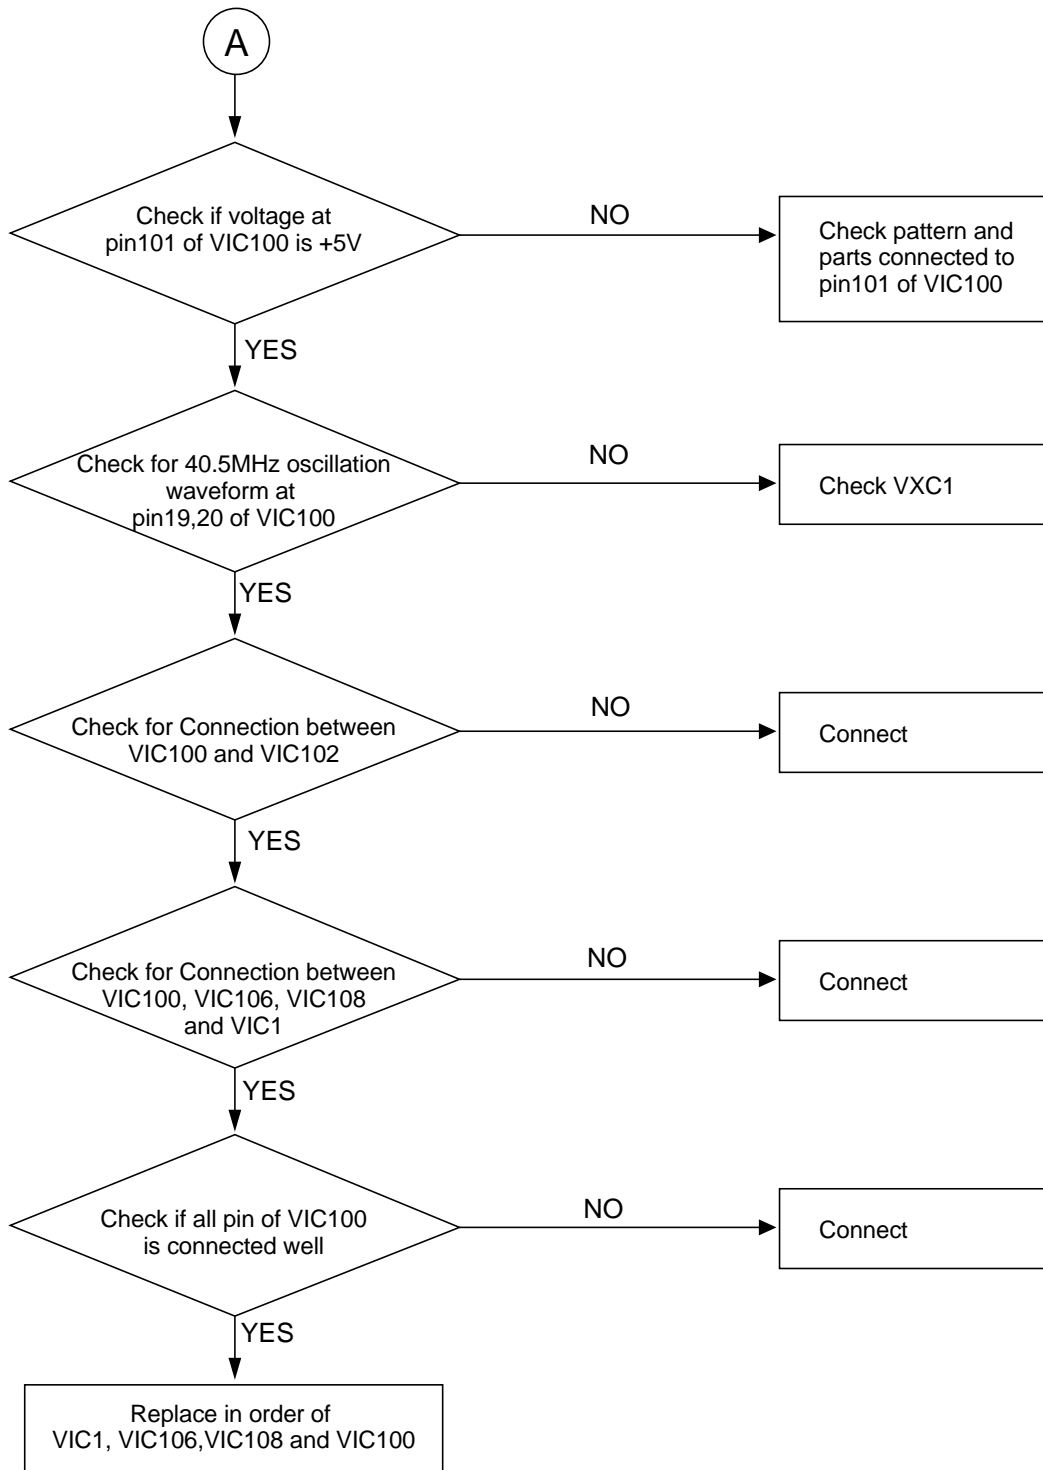 A
Check if voltage at
pin101 of VIC100 is +5V
NO
Check pattern and
parts connected to
pin101 of VIC100
YES
Check for 40.5MHz oscillation
waveform at
pin19,20 of VIC100
NO
Check VXC1
YES
Check for Connection between
VIC100 and VIC102
NO
Connect
YES
Check for Connection between
VIC100, VIC106, VIC108
and VIC1
NO
Connect
YES
Check if all pin of VIC100
is connected well
NO
Connect
YES
Replace in order of
VIC1, VIC106,VIC108 and VIC100